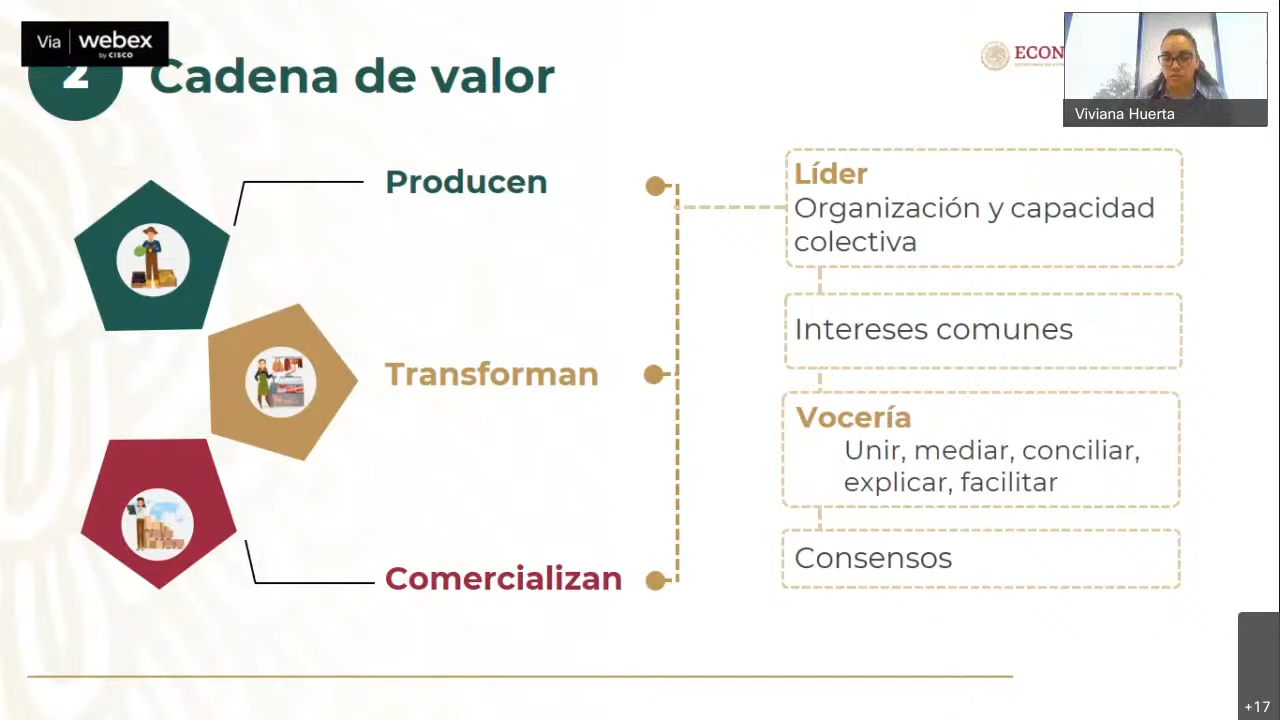 Via webex
by CISCO
2 Cadena de valor
ECON
Viviana Huerta
Producen
Transforman
Comercializan
Líder
Organización y capacidad
colectiva
Intereses comunes
Vocería
Unir, mediar, conciliar,
explicar, facilitar
Consensos
+17